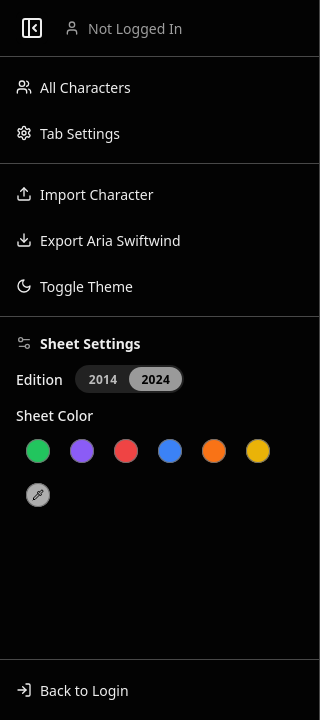 Not Logged In
All Characters
Tab Settings
Import Character
Export Aria Swiftwind
Toggle Theme
Sheet Settings
Edition 2014 2024
Sheet Color
Back to Login